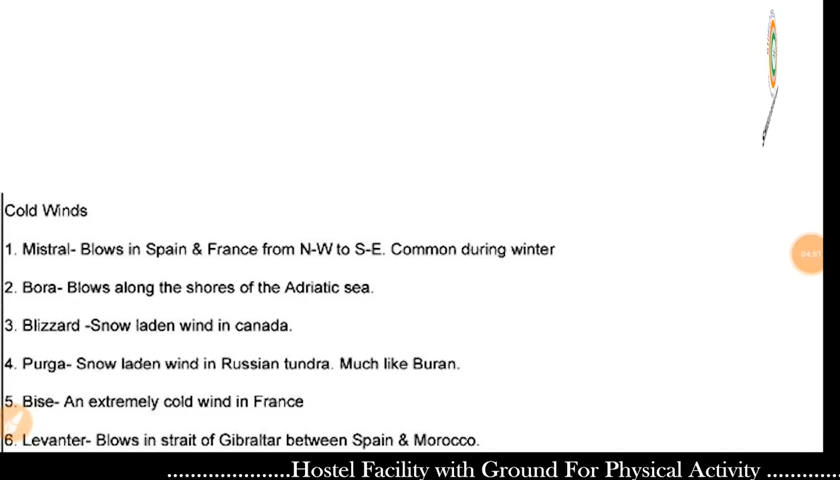 Cold Winds
1. Mistral- Blows in Spain & France from N-W to S-E. Common during winter
2. Bora- Blows along the shores of the Adriatic sea.
3. Blizzard -Snow laden wind in canada.
4. Purga- Snow laden wind in Russian tundra. Much like Buran.
5. Bise- An extremely cold wind in France
6. Levanter- Blows in strait of Gibraltar between Spain & Morocco.
....................Hostel Facility with Ground For Physical Activity ............